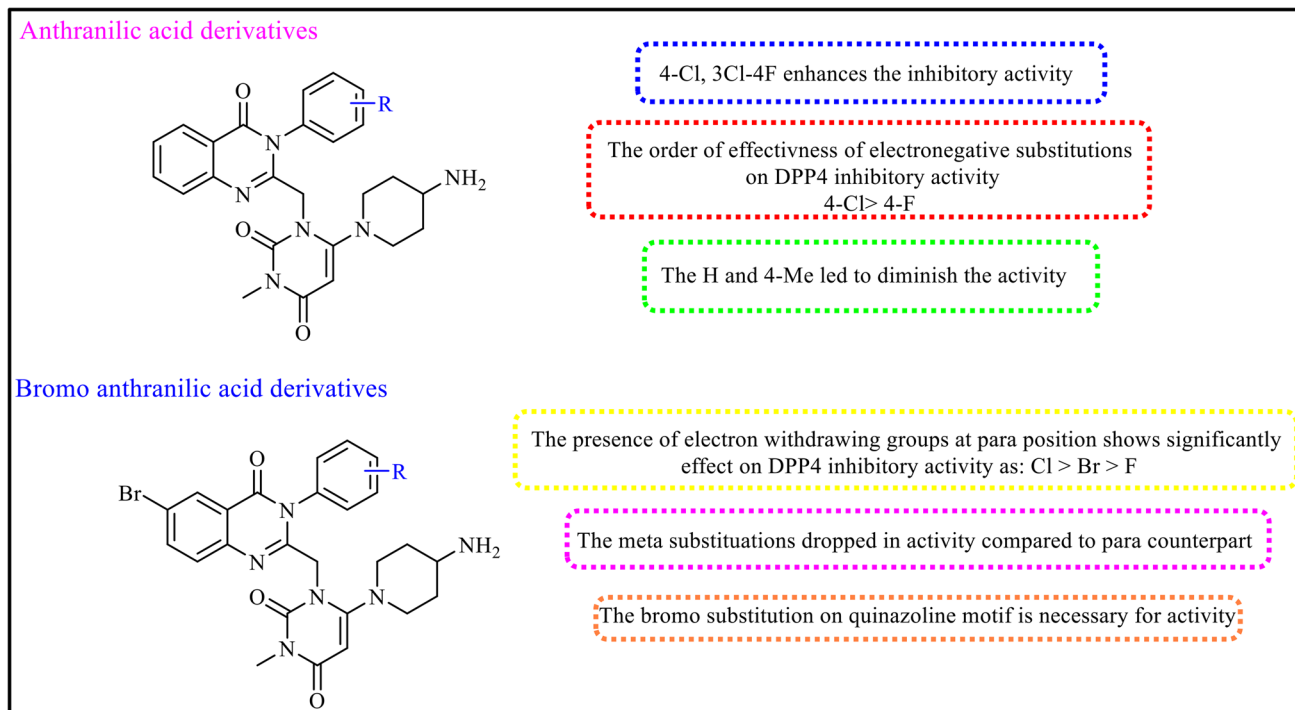 Anthranilic acid derivatives
O
R
N
N
NH2
O
N
N
N
O
4-Cl, 3Cl-4F enhances the inhibitory activity
The order of effectivness of electronegative substitutions
on DPP4 inhibitory activity
4-Cl> 4-F
The H and 4-Me led to diminish the activity
Bromo anthranilic acid derivatives
O
Br
R
N
N
NH2
O
N
N
N
O
The presence of electron withdrawing groups at para position shows significantly
effect on DPP4 inhibitory activity as: Cl > Br > F
The meta substituations dropped in activity compared to para counterpart
The bromo substitution on quinazoline motif is necessary for activity